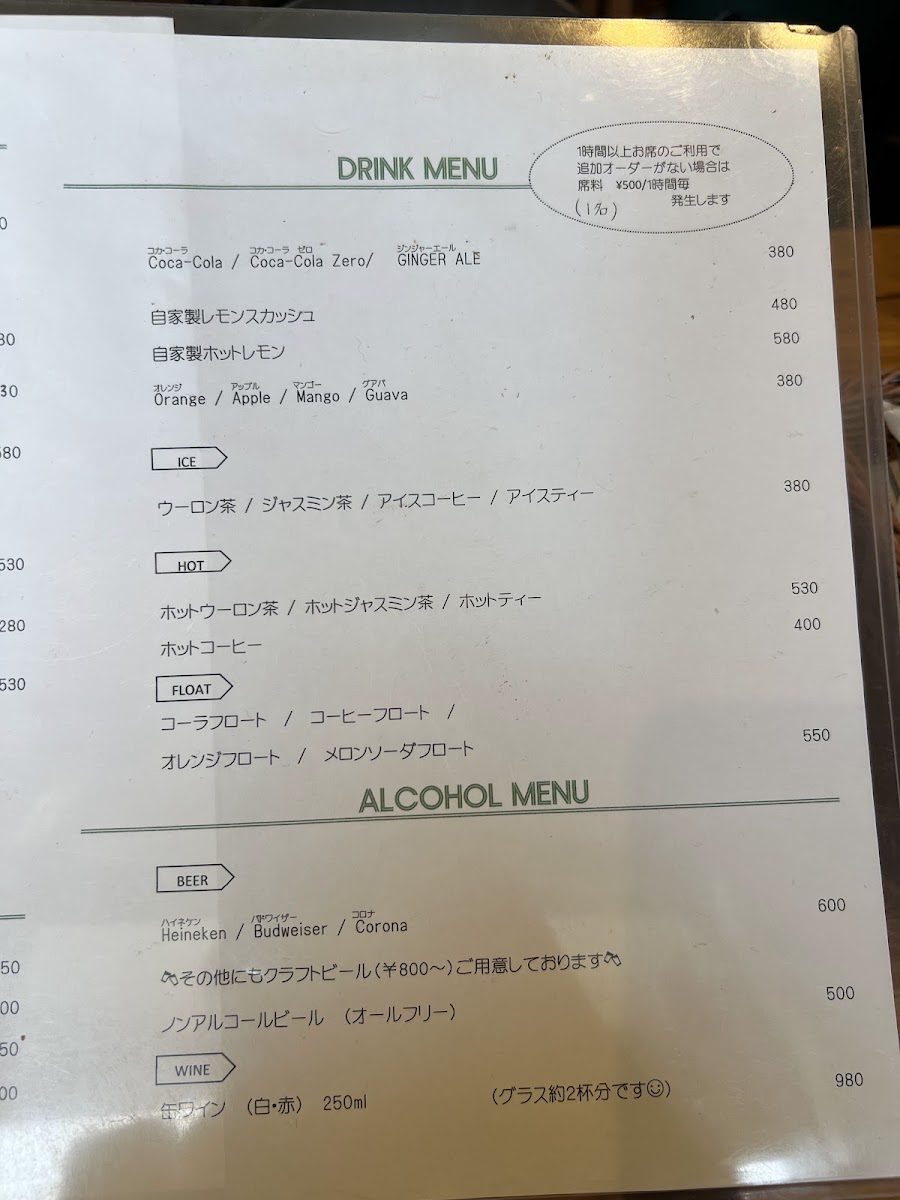 DRINK MENU
1時間以上お席のご利用で
追加オーダーがない場合は
席料 ¥500/1時間毎
発生します
コカ・コーラ コカ・コーラ ゼロ ジンジャーエール
Coca-Cola / Coca-Cola Zero/ GINGER ALE 380
自家製レモンスカッシュ 480
自家製ホットレモン 580
オレンジ アップル マンゴー グアバ
Orange / Apple / Mango / Guava 380
ICE
ウーロン茶 / ジャスミン茶 / アイスコーヒー / アイスティー 380
HOT
ホットウーロン茶 / ホットジャスミン茶 / ホットティー 530
ホットコーヒー 400
FLOAT
コーラフロート / コーヒーフロート /
オレンジフロート / メロンソーダフロート 550
ALCOHOL MENU
BEER
ハイネケン バドワイザー コロナ
Heineken / Budweiser / Corona 600
その他にもクラフトビール(¥800～)ご用意しております
ノンアルコールビール (オールフリー) 500
WINE
缶ワイン (白・赤) 250ml (グラス約2杯分です☺) 980
530
280
530